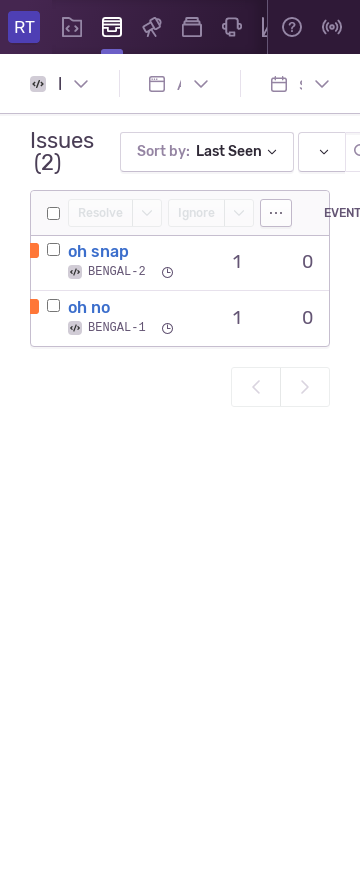 RT
Issues
(2)
Sort by: Last Seen
Resolve
Ignore
EVENT
oh snap
BENGAL-2
1
0
oh no
BENGAL-1
1
0